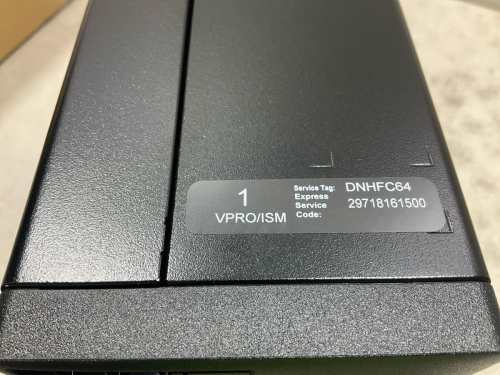 1
VPRO/ISM
Service Tag: DNHFC64
Express
Service 29718161500
Code: